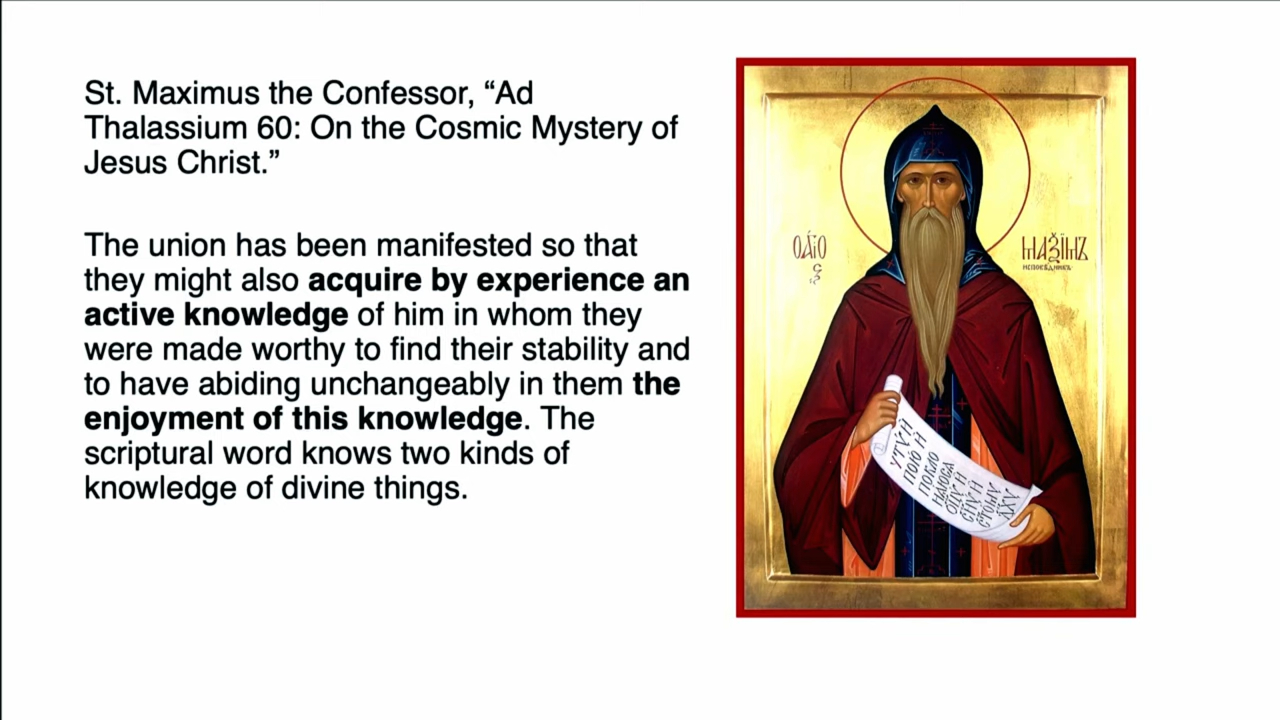 St. Maximus the Confessor, “Ad
Thalassium 60: On the Cosmic Mystery of
Jesus Christ.”
The union has been manifested so that
they might also acquire by experience an
active knowledge of him in whom they
were made worthy to find their stability and
to have abiding unchangeably in them the
enjoyment of this knowledge. The
scriptural word knows two kinds of
knowledge of divine things.
ПОЮ Й
ПОКЛО